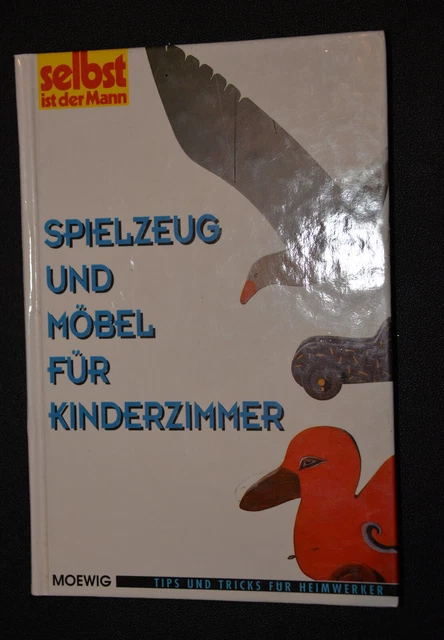 selbst
ist der Mann
SPIELZEUG
UND
MÖBEL
FÜR
KINDERZIMMER
MOEWIG
TIPS UND TRICKS FÜR HEIMWERKER